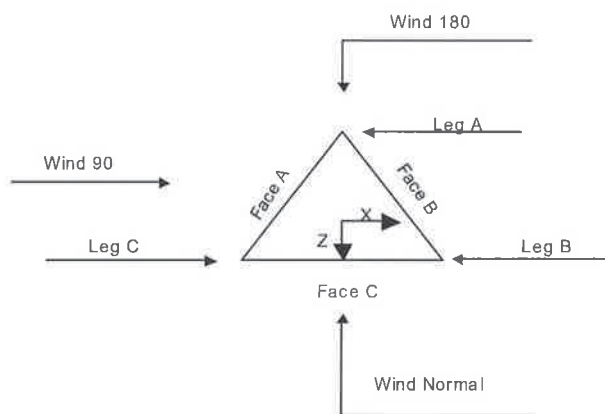 Wind 180
Leg A
Wind 90
Face A
Face B
X
Z
Leg C
Leg B
Face C
Wind Normal